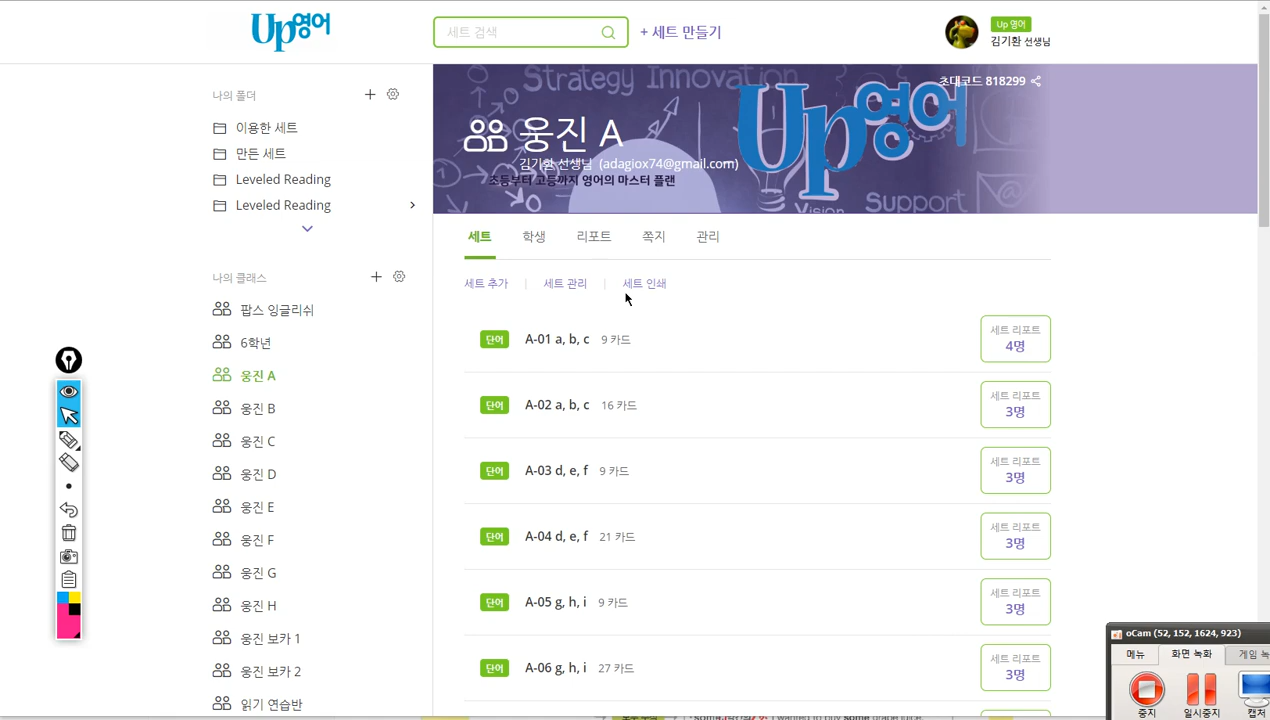 Up영어
세트 검색
+ 세트 만들기
Up 영어
김기환 선생님
나의 폴더
이용한 세트
만든 세트
Leveled Reading
Leveled Reading
나의 클래스
팝스 잉글리쉬
6학년
웅진 A
웅진 B
웅진 C
웅진 D
웅진 E
웅진 F
웅진 G
웅진 H
웅진 보카 1
웅진 보카 2
읽기 연습반
Strategy Innovation
초대코드 818299
웅진 A
Up영어
김기환 선생님 (adagiox74@gmail.com)
초등부터 고등까지 영어의 마스터 플랜
Vision
Support
세트 학생 리포트 쪽지 관리
세트 추가 | 세트 관리 | 세트 인쇄
단어 A-01 a, b, c 9 카드 세트 리포트 4명
단어 A-02 a, b, c 16 카드 세트 리포트 3명
단어 A-03 d, e, f 9 카드 세트 리포트 3명
단어 A-04 d, e, f 21 카드 세트 리포트 3명
단어 A-05 g, h, i 9 카드 세트 리포트 3명
단어 A-06 g, h, i 27 카드 세트 리포트 3명
oCam (52, 152, 1624, 923)
메뉴 화면 녹화 게임 녹
중지 일시중지 캡처